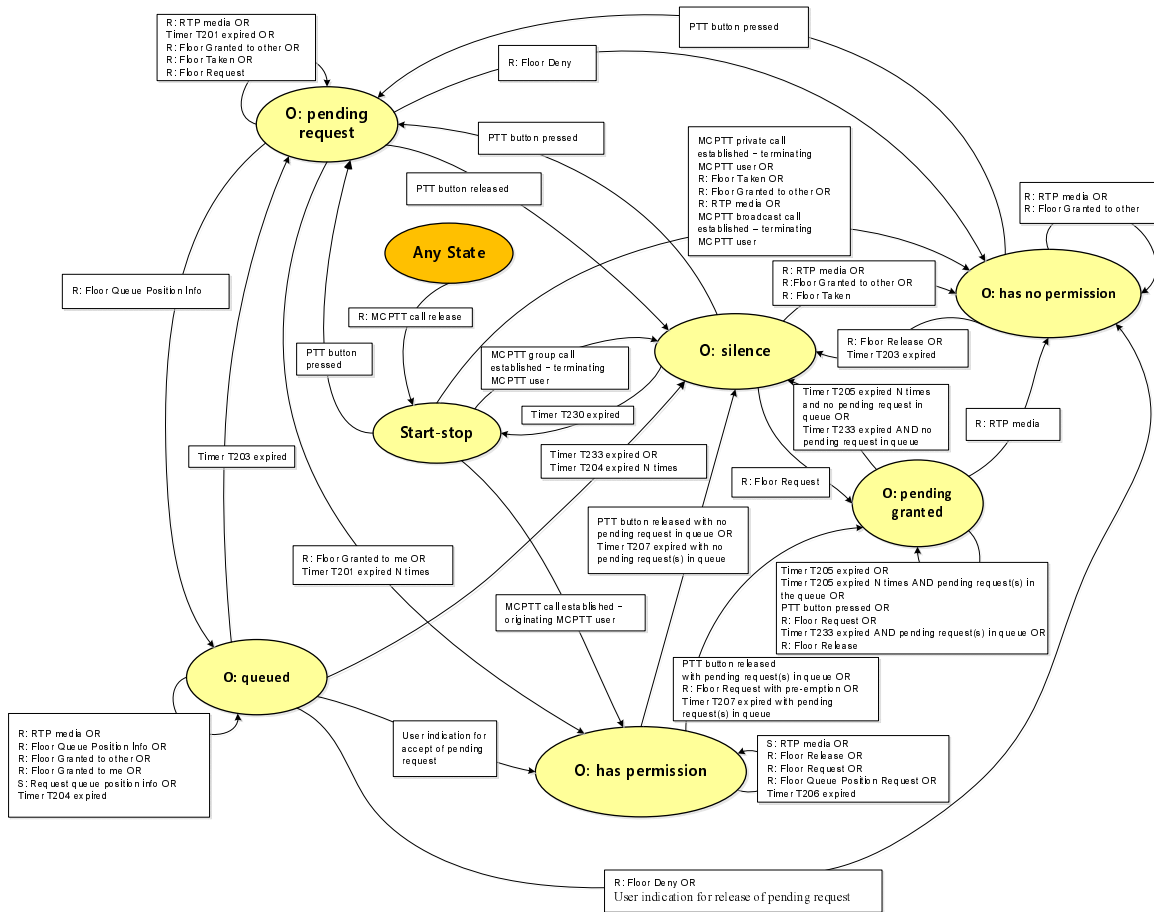 R: RTP media OR
Timer T201 expired OR
R: Floor Granted to other OR
R: Floor Taken OR
R: Floor Request
PTT button pressed
R: Floor Deny
O: pending
request
PTT button pressed
MCPTT private call
established – terminating
MCPTT user OR
R: Floor Taken OR
R: Floor Granted to other OR
R: RTP media OR
MCPTT broadcast call
established – terminating
MCPTT user
PTT button released
R: RTP media OR
R: Floor Granted to other
Any State
R: Floor Queue Position Info
R: RTP media OR
R:Floor Granted to other OR
R: Floor Taken
O: has no permission
R: MCPTT call release
PTT button
pressed
MCPTT group call
established – terminating
MCPTT user
O: silence
R: Floor Release OR
Timer T203 expired
Timer T230 expired
Timer T205 expired N times
and no pending request in
queue OR
Timer T233 expired AND no
pending request in queue
R: RTP media
Start-stop
Timer T203 expired
Timer T233 expired OR
Timer T204 expired N times
R: Floor Request
O: pending
granted
PTT button released with no
pending request in queue OR
Timer T207 expired with no
pending request(s) in queue
R: Floor Granted to me OR
Timer T201 expired N times
Timer T205 expired OR
Timer T205 expired N times AND pending request(s) in
the queue OR
PTT button pressed OR
R: Floor Request OR
Timer T233 expired AND pending request(s) in queue OR
R: Floor Release
MCPTT call established –
originating MCPTT user
O: queued
PTT button released
with pending request(s) in queue OR
R: Floor Request with pre-emption OR
Timer T207 expired with pending
request(s) in queue
R: RTP media OR
R: Floor Queue Position Info OR
R: Floor Granted to other OR
R: Floor Granted to me OR
S: Request queue position info OR
Timer T204 expired
User indication for
accept of pending
request
O: has permission
S: RTP media OR
R: Floor Release OR
R: Floor Request OR
R: Floor Queue Position Request OR
Timer T206 expired
R: Floor Deny OR
User indication for release of pending request